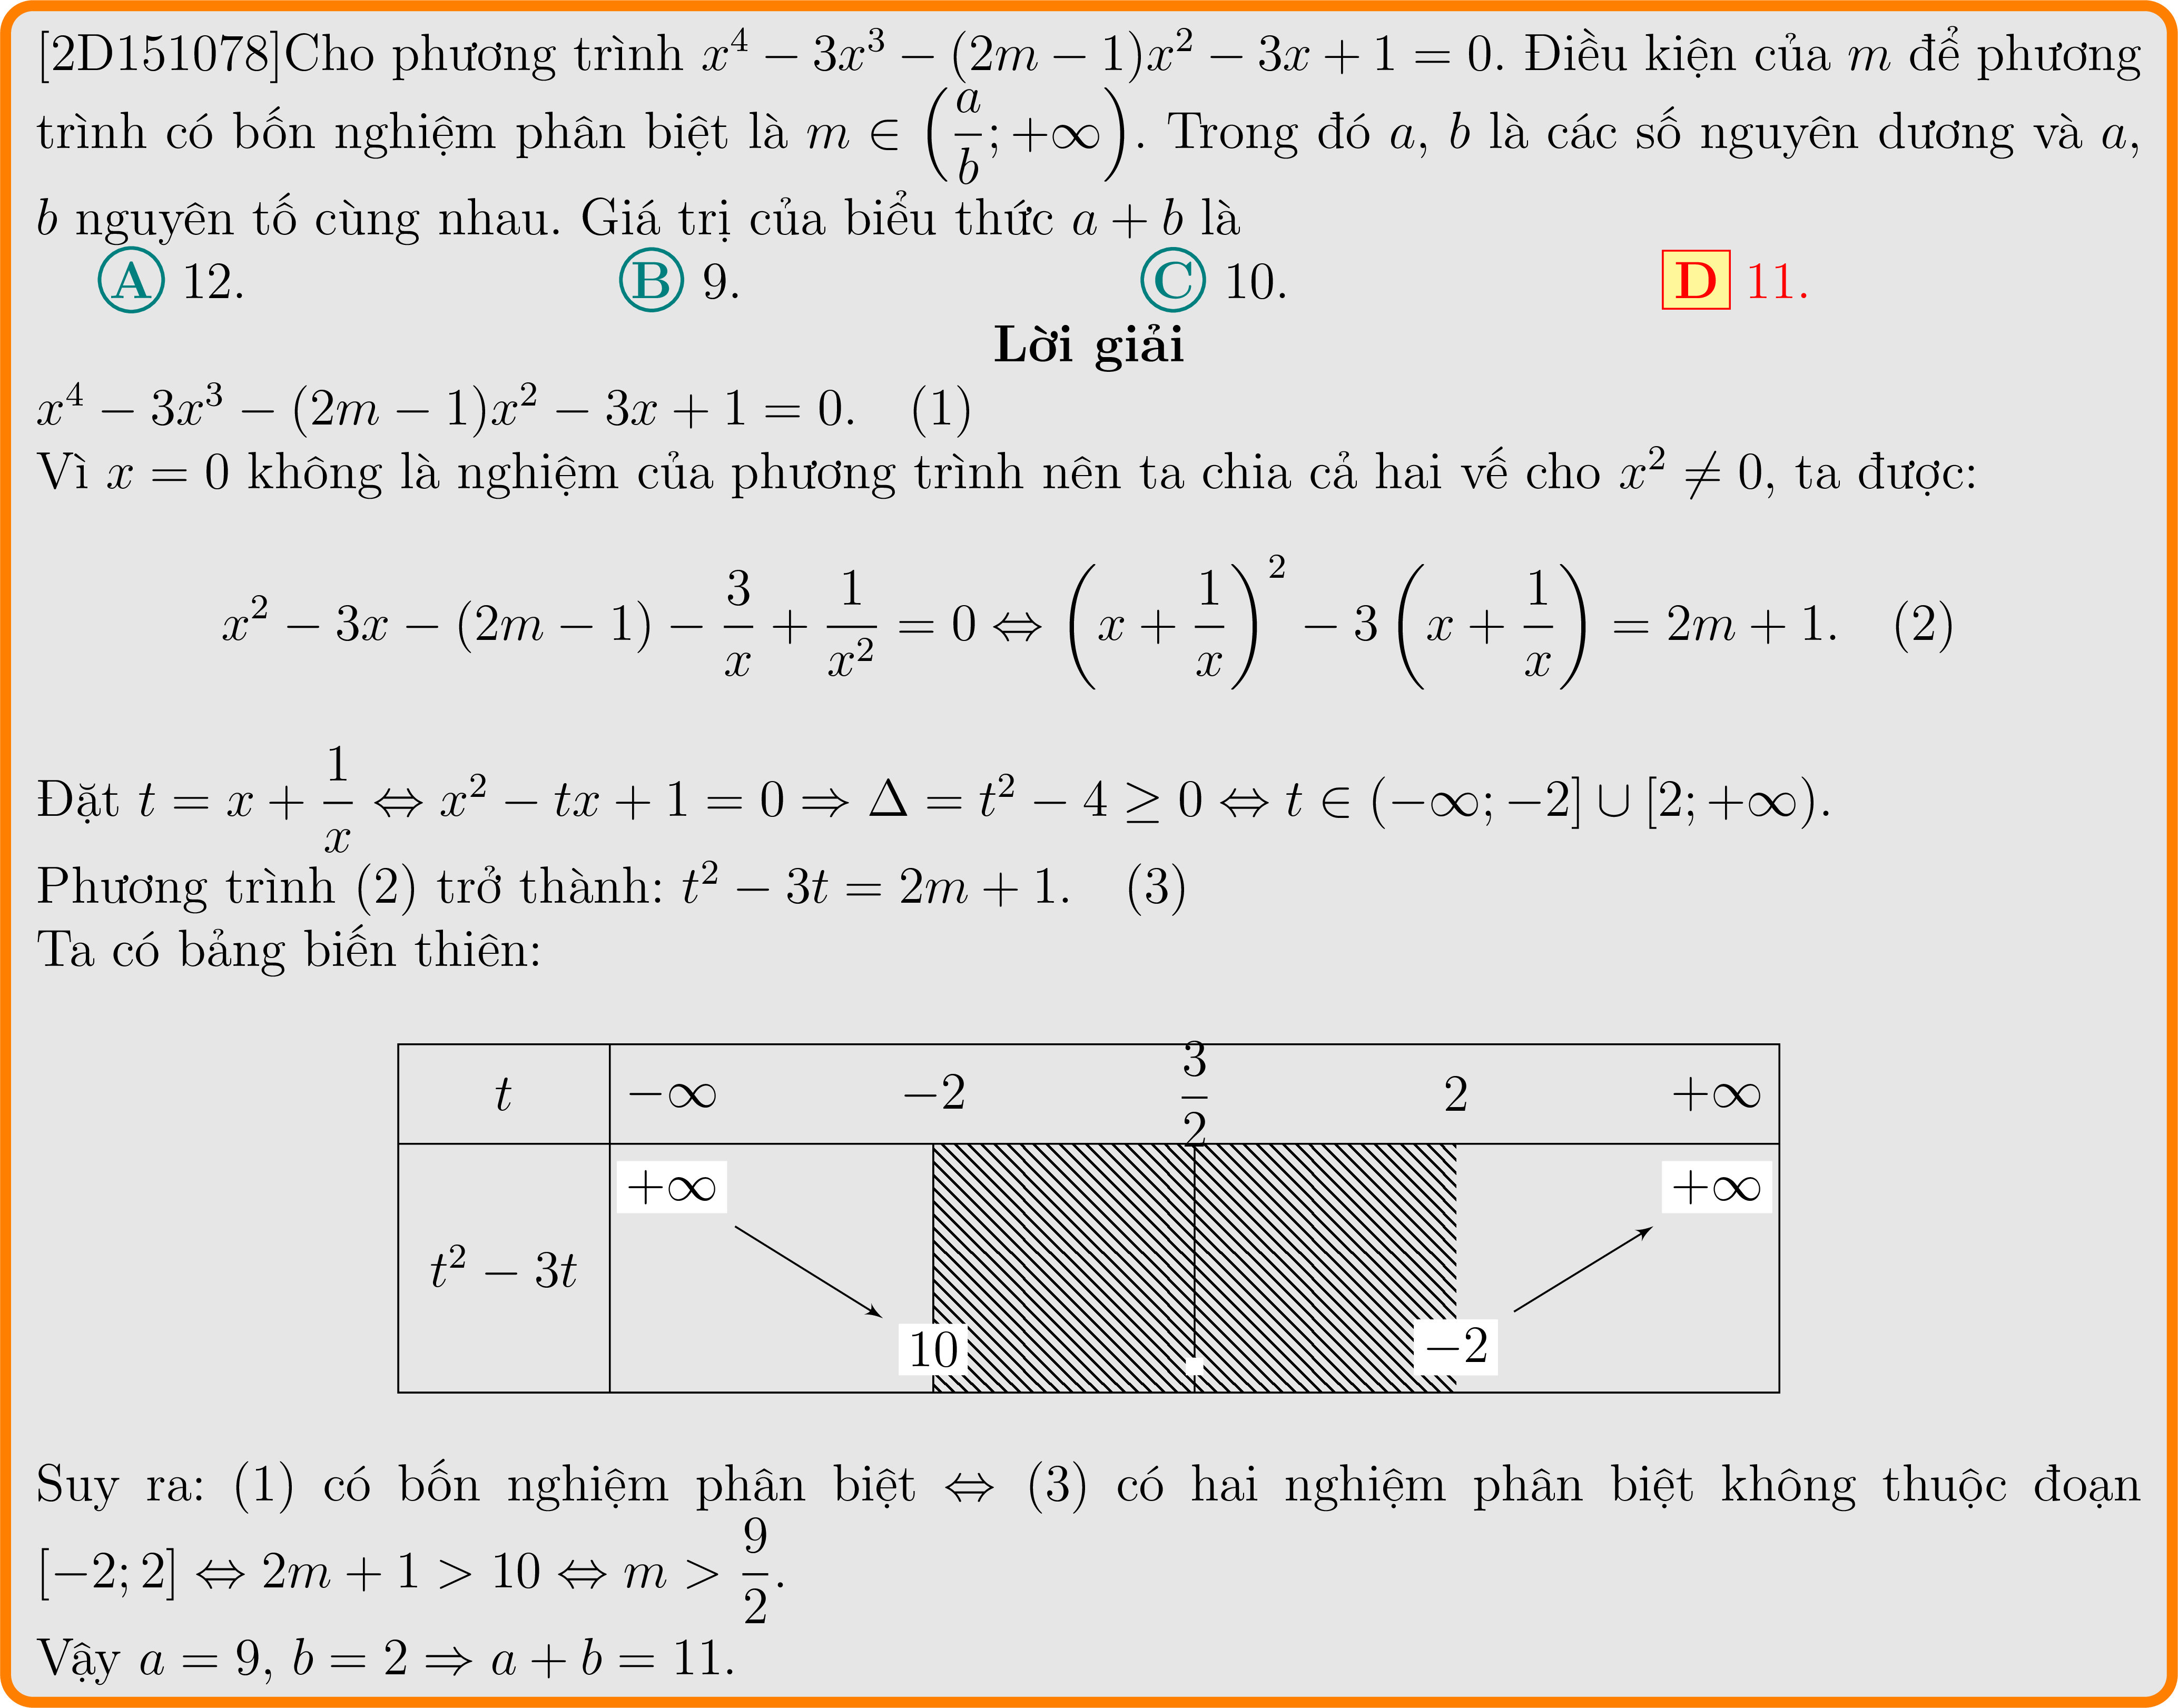 [2D151078]Cho phương trình $x^4 - 3x^3 - (2m - 1)x^2 - 3x + 1 = 0$. Điều kiện của $m$ để phương
trình có bốn nghiệm phân biệt là $m \in \left(\dfrac{a}{b}; +\infty\right)$. Trong đó $a$, $b$ là các số nguyên dương và $a$,
$b$ nguyên tố cùng nhau. Giá trị của biểu thức $a + b$ là
A 12. B 9. C 10. D 11.
Lời giải
$x^4 - 3x^3 - (2m - 1)x^2 - 3x + 1 = 0.$ (1)
Vì $x = 0$ không là nghiệm của phương trình nên ta chia cả hai vế cho $x^2 \neq 0$, ta được:
$x^2 - 3x - (2m - 1) - \dfrac{3}{x} + \dfrac{1}{x^2} = 0 \Leftrightarrow \left(x + \dfrac{1}{x}\right)^2 - 3\left(x + \dfrac{1}{x}\right) = 2m + 1.$ (2)
Đặt $t = x + \dfrac{1}{x} \Leftrightarrow x^2 - tx + 1 = 0 \Rightarrow \Delta = t^2 - 4 \geq 0 \Leftrightarrow t \in (-\infty; -2] \cup [2; +\infty).$
Phương trình (2) trở thành: $t^2 - 3t = 2m + 1.$ (3)
Ta có bảng biến thiên:
$t$ $-\infty$ $-2$ $\dfrac{3}{2}$ $2$ $+\infty$
$+\infty$ $+\infty$
$t^2 - 3t$
$10$ $-2$
Suy ra: (1) có bốn nghiệm phân biệt $\Leftrightarrow$ (3) có hai nghiệm phân biệt không thuộc đoạn
$[-2; 2] \Leftrightarrow 2m + 1 > 10 \Leftrightarrow m > \dfrac{9}{2}.$
Vậy $a = 9$, $b = 2 \Rightarrow a + b = 11.$